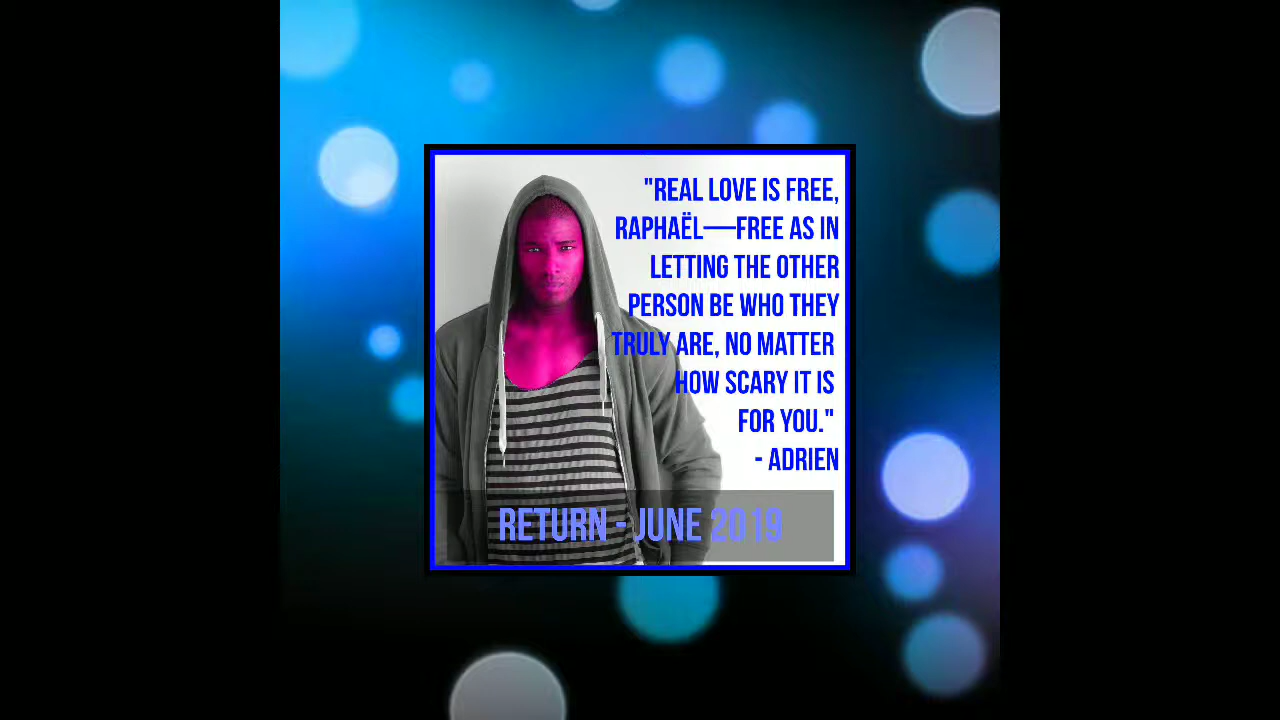 "REAL LOVE IS FREE,
RAPHAËL—FREE AS IN
LETTING THE OTHER
PERSON BE WHO THEY
TRULY ARE, NO MATTER
HOW SCARY IT IS
FOR YOU."
- ADRIEN
RETURN - JUNE 2019